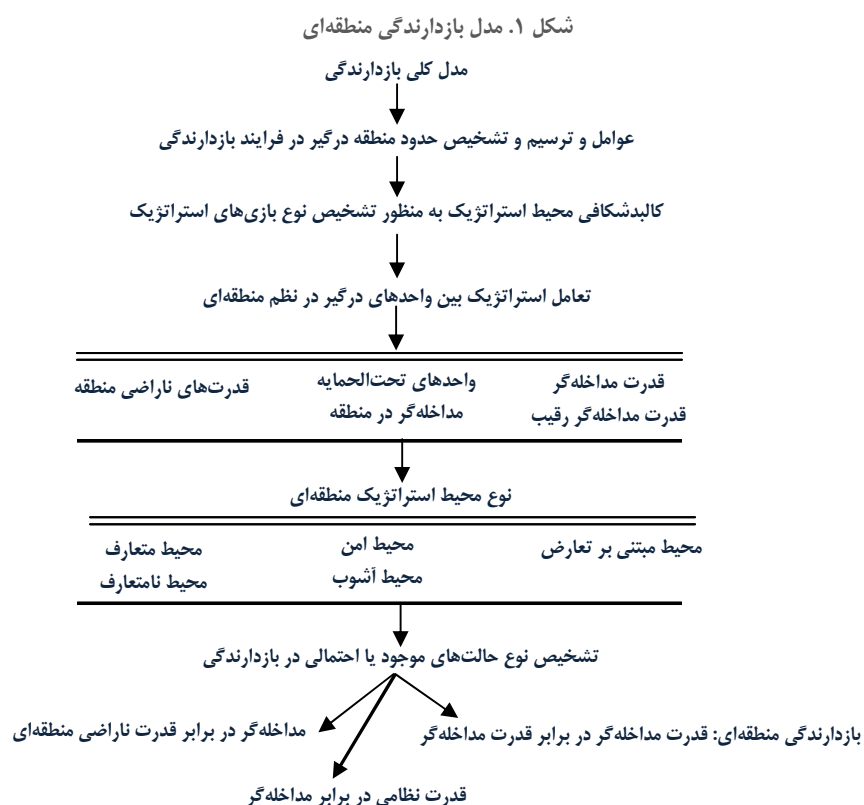 شکل ۱. مدل بازدارندگی منطقه‌ای
مدل کلی بازدارندگی
عوامل و ترسیم و تشخیص حدود منطقه درگیر در فرایند بازدارندگی
کالبدشکافی محیط استراتژیک به منظور تشخیص نوع بازی‌های استراتژیک
تعامل استراتژیک بین واحدهای درگیر در نظم منطقه‌ای
قدرت مداخله‌گر
قدرت مداخله‌گر رقیب
واحدهای تحت‌الحمایه
مداخله‌گر در منطقه
قدرت‌های ناراضی منطقه
نوع محیط استراتژیک منطقه‌ای
محیط مبتنی بر تعارض
محیط امن
محیط آشوب
محیط متعارف
محیط نامتعارف
تشخیص نوع حالت‌های موجود یا احتمالی در بازدارندگی
بازدارندگی منطقه‌ای: قدرت مداخله‌گر در برابر قدرت مداخله‌گر
مداخله‌گر در برابر قدرت ناراضی منطقه‌ای
قدرت نظامی در برابر مداخله‌گر